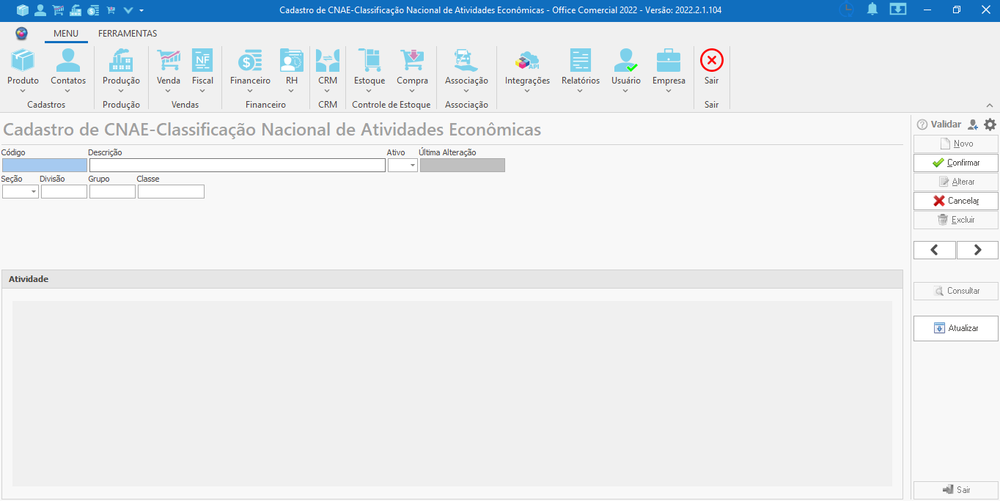 Cadastro de CNAE-Classificação Nacional de Atividades Econômicas - Office Comercial 2022 - Versão: 2022.2.1.104
MENU FERRAMENTAS
NF API
Produto Contatos Produção Venda Fiscal Financeiro RH CRM Estoque Compra Associação Integrações Relatórios Usuário Empresa Sair
Cadastros Produção Vendas Financeiro CRM Controle de Estoque Associação Sair
Cadastro de CNAE-Classificação Nacional de Atividades Econômicas
Código Descrição Ativo Última Alteração
Seção Divisão Grupo Classe
Atividade
Validar
Novo
Confirmar
Alterar
Cancelar
Excluir
Consultar
Atualizar
Sair